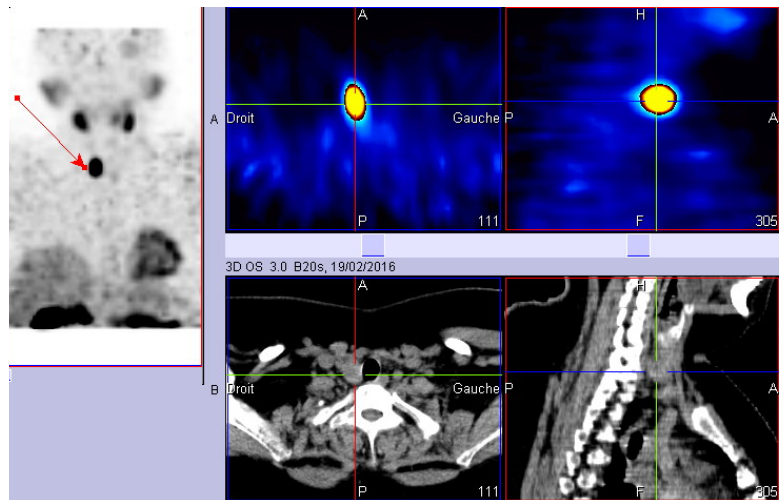 A
A
H
Droit
Gauche
P
A
P
111
F
305
3D OS 3.0 B20s, 19/02/2016
B
A
H
Droit
Gauche
P
A
P
111
F
305